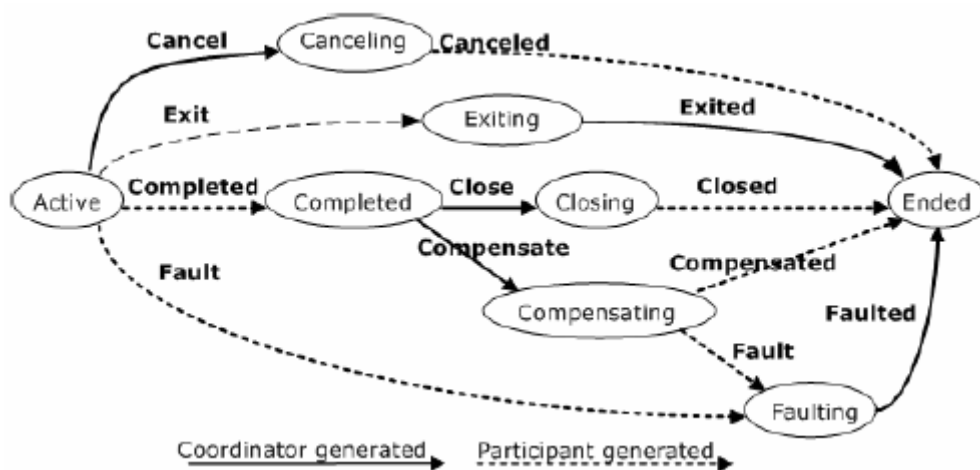 Cancel
Canceling
Canceled
Exit
Exiting
Exited
Active
Completed
Completed
Close
Closing
Closed
Ended
Compensate
Compensated
Fault
Compensating
Faulted
Fault
Faulting
Coordinator generated
Participant generated